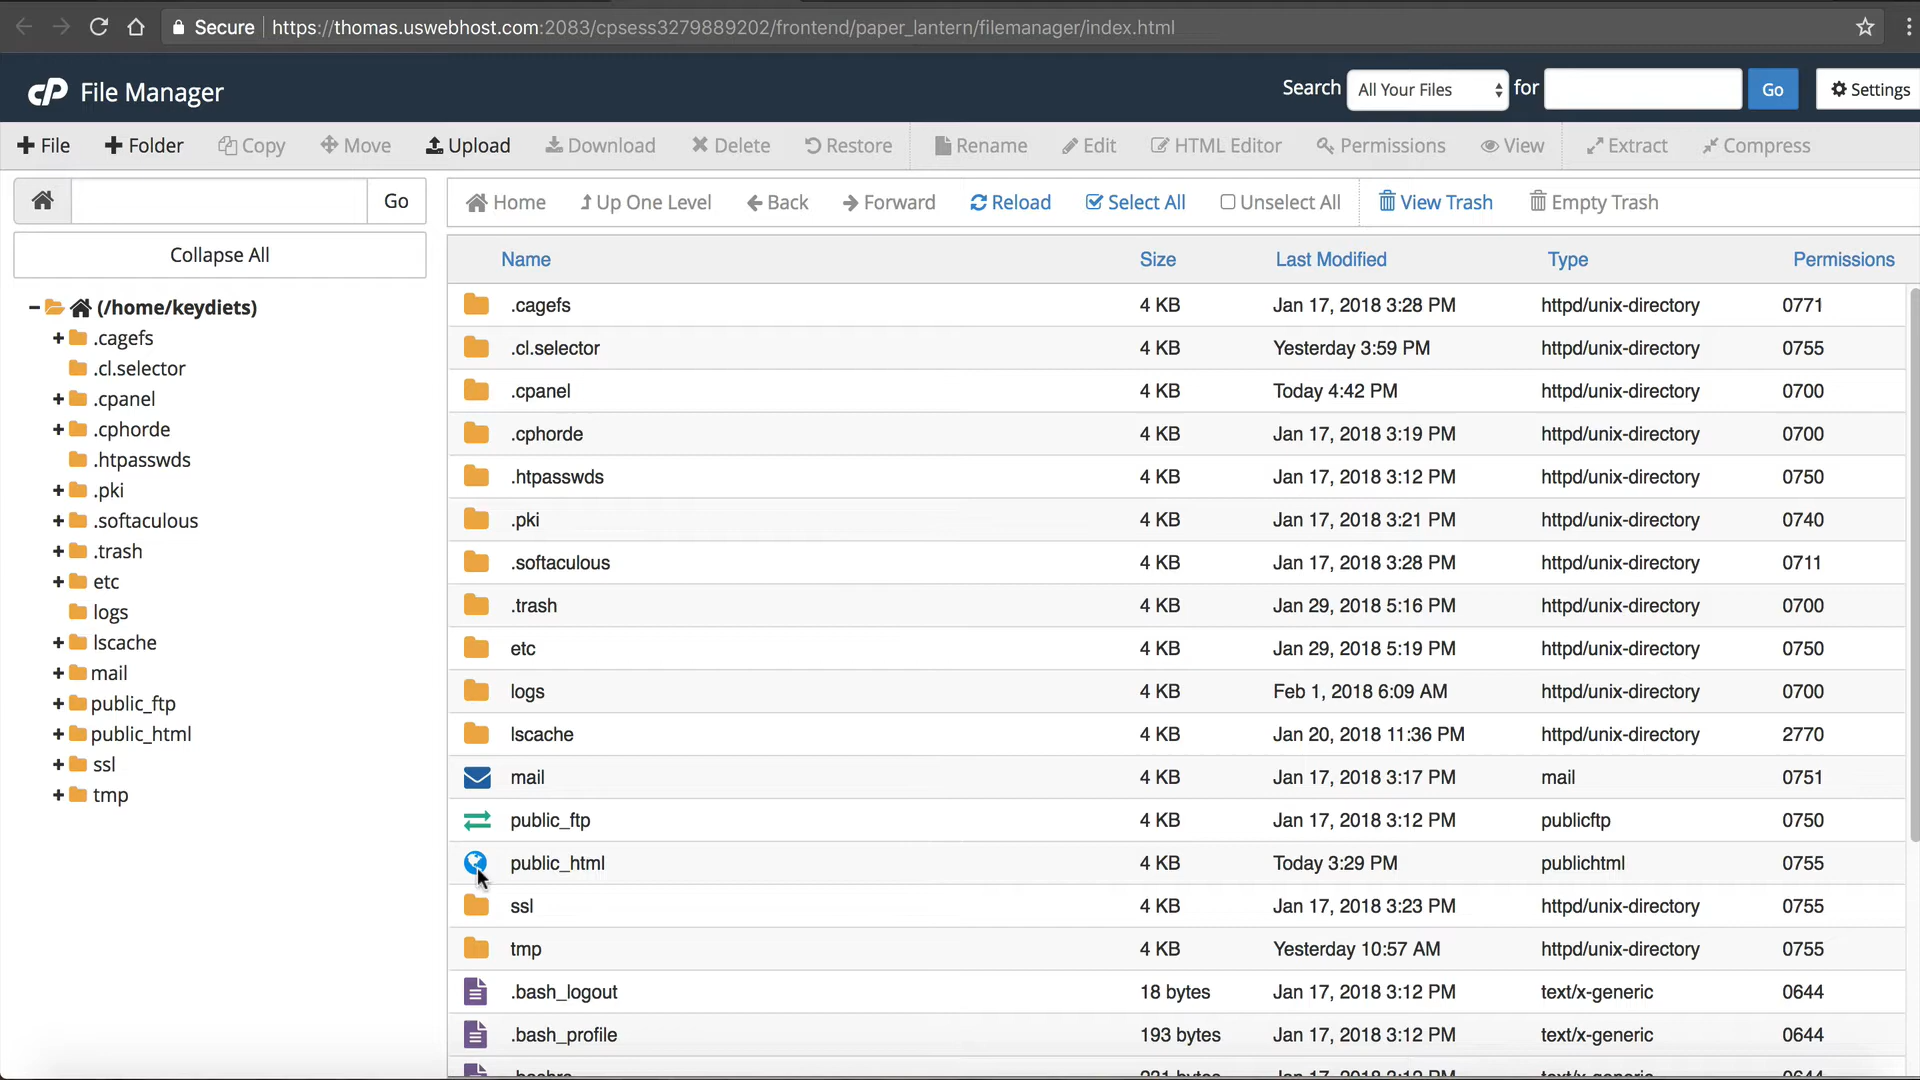 Secure https://thomas.uswebhost.com:2083/cpsess3279889202/frontend/paper_lantern/filemanager/index.html
cP File Manager Search All Your Files for Go Settings
File Folder Copy Move Upload Download Delete Restore Rename Edit HTML Editor Permissions View Extract Compress
Go
Home Up One Level Back Forward Reload Select All Unselect All View Trash Empty Trash
Collapse All
(/home/keydiets)
.cagefs
.cl.selector
.cpanel
.cphorde
.htpasswds
.pki
.softaculous
.trash
etc
logs
lscache
mail
public_ftp
public_html
ssl
tmp
Name Size Last Modified Type Permissions
.cagefs 4 KB Jan 17, 2018 3:28 PM httpd/unix-directory 0771
.cl.selector 4 KB Yesterday 3:59 PM httpd/unix-directory 0755
.cpanel 4 KB Today 4:42 PM httpd/unix-directory 0700
.cphorde 4 KB Jan 17, 2018 3:19 PM httpd/unix-directory 0700
.htpasswds 4 KB Jan 17, 2018 3:12 PM httpd/unix-directory 0750
.pki 4 KB Jan 17, 2018 3:21 PM httpd/unix-directory 0740
.softaculous 4 KB Jan 17, 2018 3:28 PM httpd/unix-directory 0711
.trash 4 KB Jan 29, 2018 5:16 PM httpd/unix-directory 0700
etc 4 KB Jan 29, 2018 5:19 PM httpd/unix-directory 0750
logs 4 KB Feb 1, 2018 6:09 AM httpd/unix-directory 0700
lscache 4 KB Jan 20, 2018 11:36 PM httpd/unix-directory 2770
mail 4 KB Jan 17, 2018 3:17 PM mail 0751
public_ftp 4 KB Jan 17, 2018 3:12 PM publicftp 0750
public_html 4 KB Today 3:29 PM publichtml 0755
ssl 4 KB Jan 17, 2018 3:23 PM httpd/unix-directory 0755
tmp 4 KB Yesterday 10:57 AM httpd/unix-directory 0755
.bash_logout 18 bytes Jan 17, 2018 3:12 PM text/x-generic 0644
.bash_profile 193 bytes Jan 17, 2018 3:12 PM text/x-generic 0644